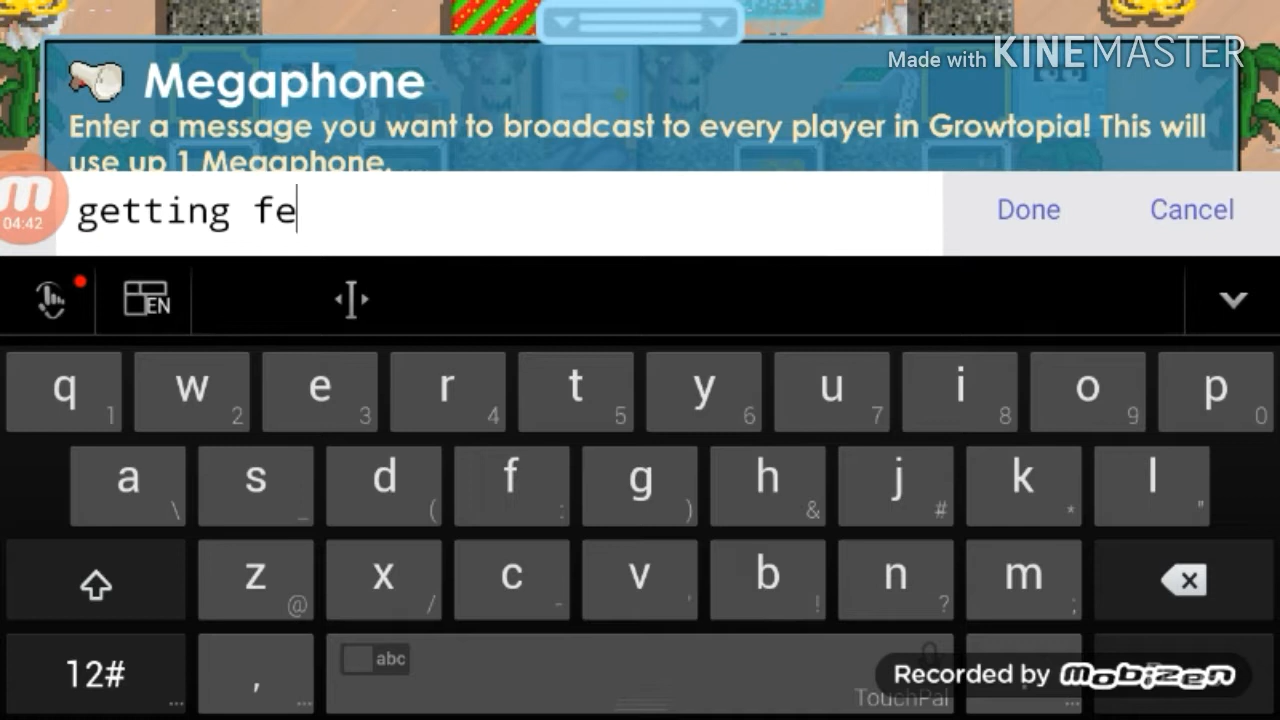 Made with KINEMASTER
Megaphone
Enter a message you want to broadcast to every player in Growtopia! This will
use up 1 Megaphone.
04:42
getting fe
Done
Cancel
EN
q 1 w 2 e 3 r 4 t 5 y 6 u 7 i 8 o 9 p 0
a \ s _ d ( f : g ) h & j # k * l "
z @ x / c - v ' b ! n ? m ;
12# ... , ... abc TouchPal ...
Recorded by mobizen